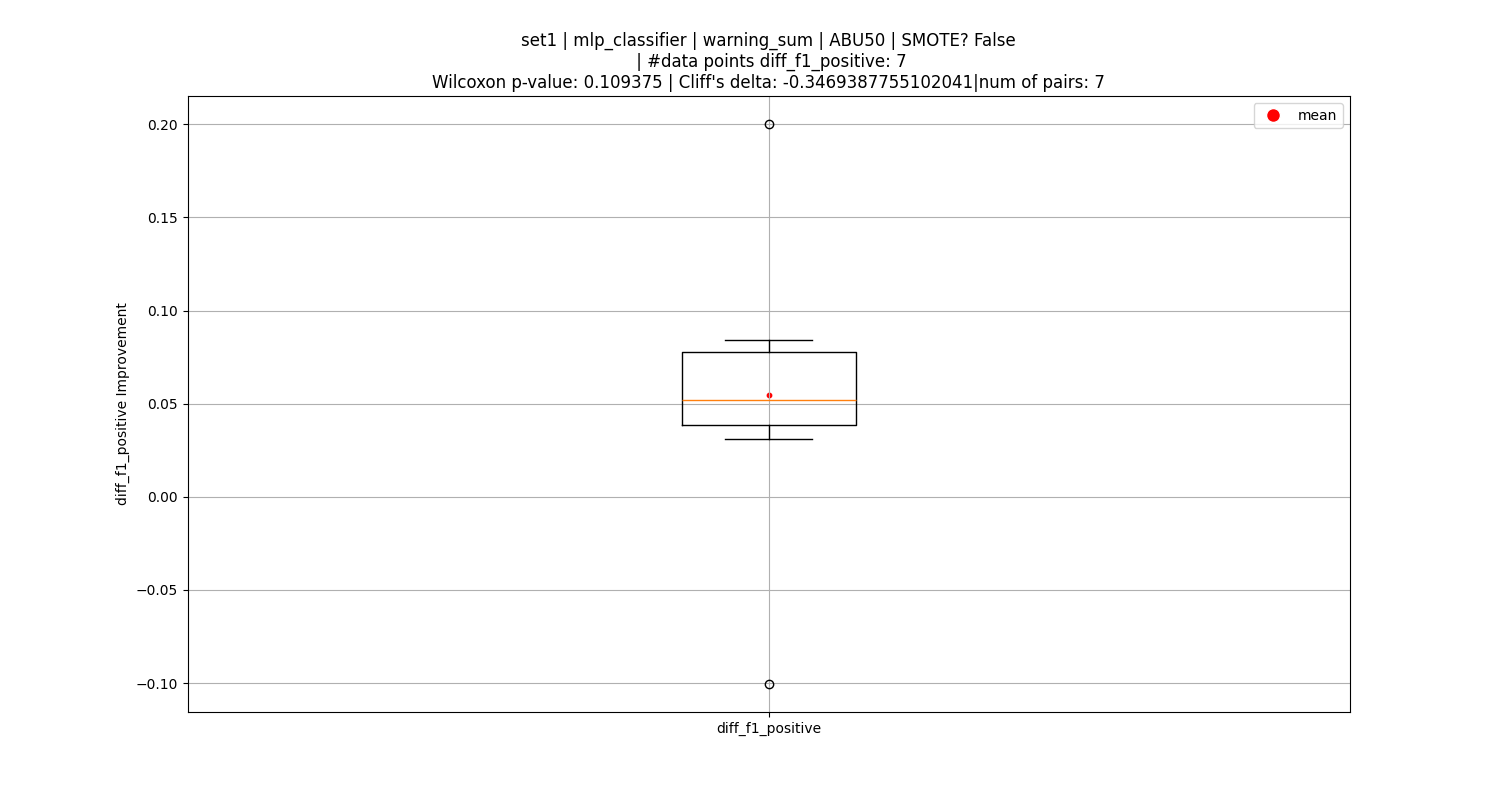 set1 | mlp_classifier | warning_sum | ABU50 | SMOTE? False
| #data points diff_f1_positive: 7
Wilcoxon p-value: 0.109375 | Cliff's delta: -0.3469387755102041|num of pairs: 7
mean
0.20
0.15
0.10
0.05
0.00
−0.05
−0.10
diff_f1_positive Improvement
diff_f1_positive